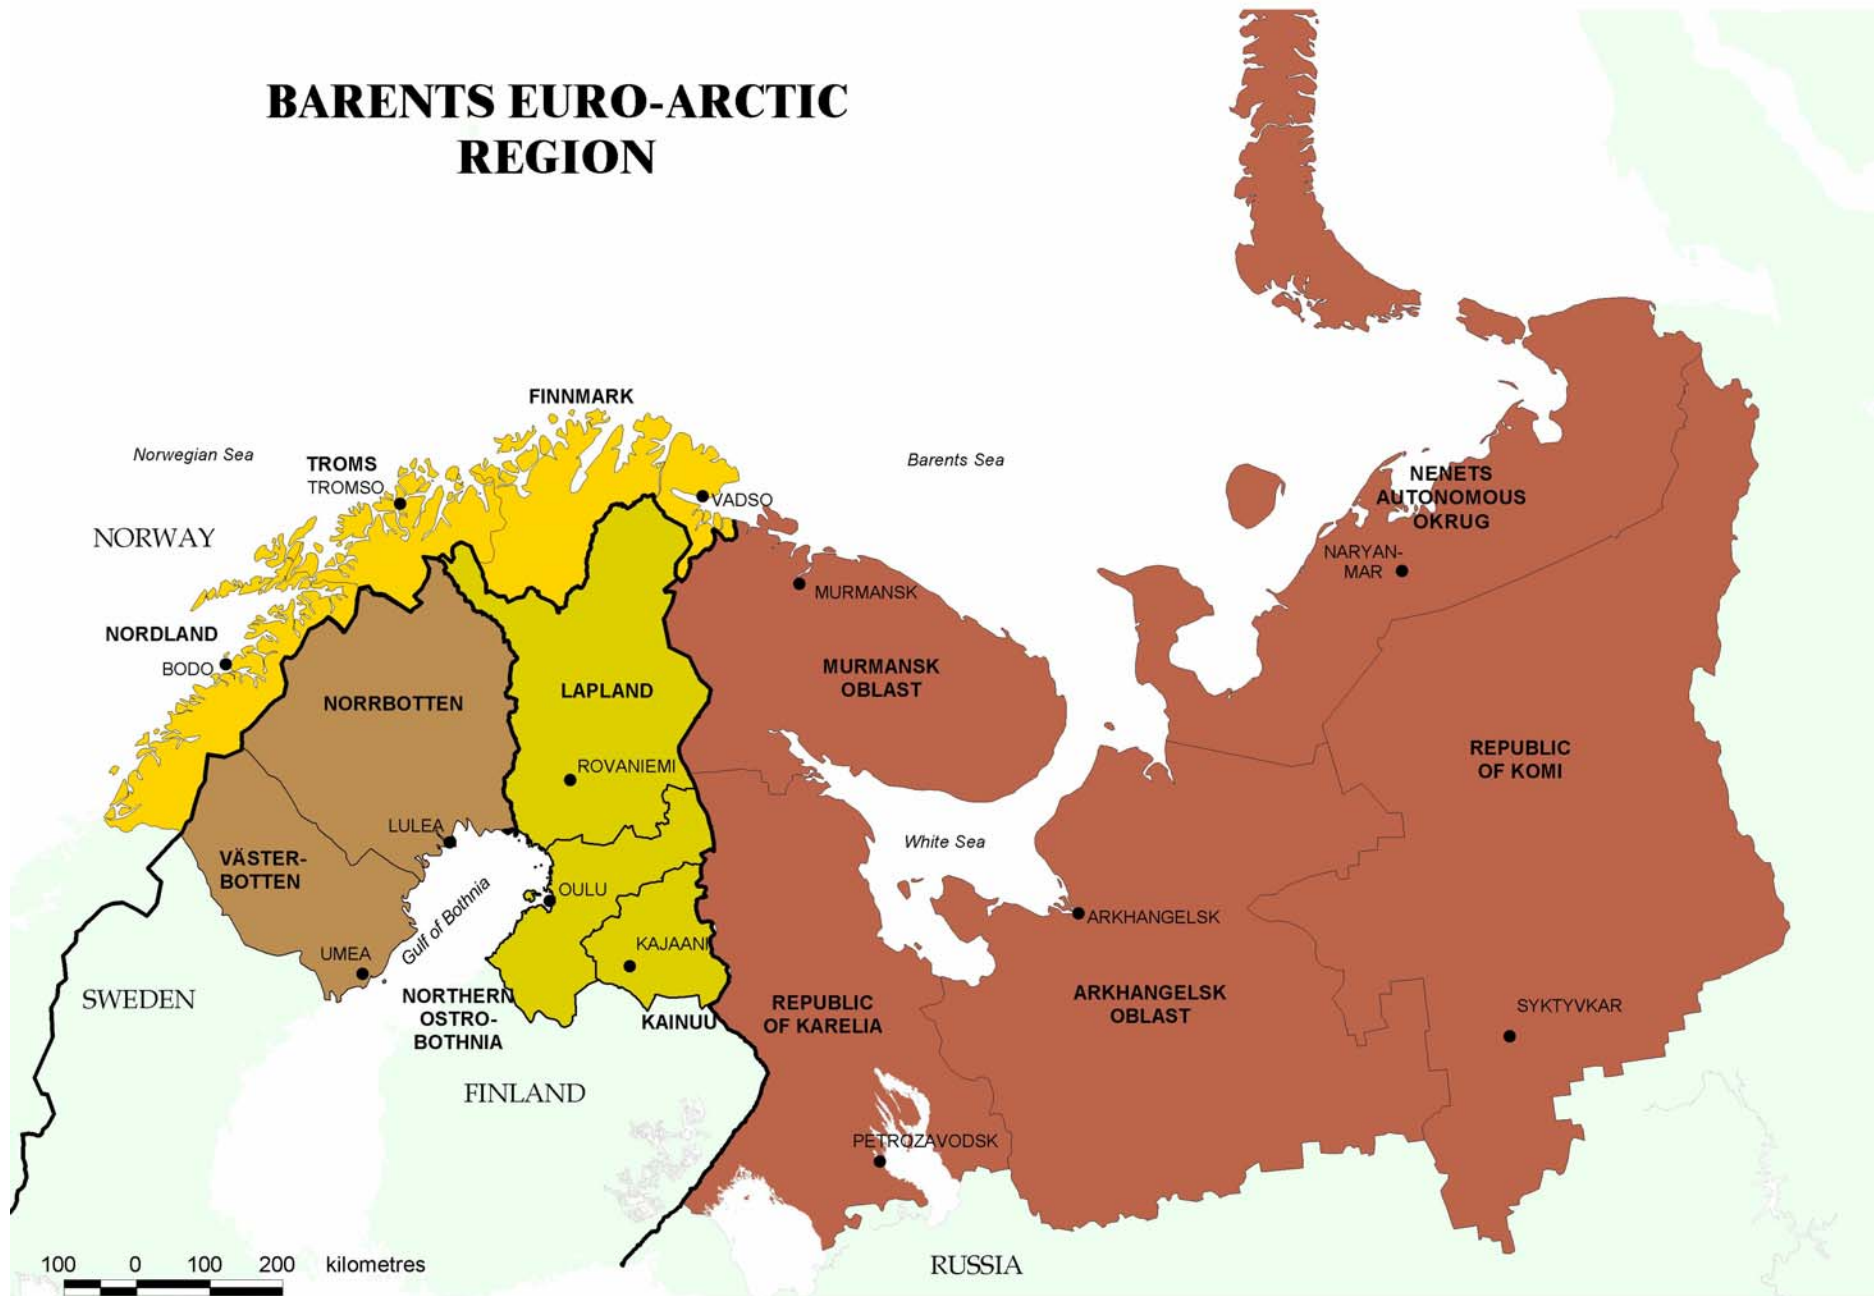 BARENTS EURO-ARCTIC
REGION
FINNMARK
Norwegian Sea
TROMS
TROMSO
Barents Sea
NENETS
AUTONOMOUS
OKRUG
VADSO
NORWAY
NARYAN-
MAR
MURMANSK
NORDLAND
BODO
MURMANSK
OBLAST
LAPLAND
NORRBOTTEN
REPUBLIC
OF KOMI
ROVANIEMI
LULEA
White Sea
VÄSTER-
BOTTEN
OULU
Gulf of Bothnia
ARKHANGELSK
KAJAANI
UMEA
SWEDEN
NORTHERN
OSTRO-
BOTHNIA
KAINUU
REPUBLIC
OF KARELIA
ARKHANGELSK
OBLAST
SYKTYVKAR
FINLAND
PETROZAVODSK
RUSSIA
100 0 100 200 kilometres